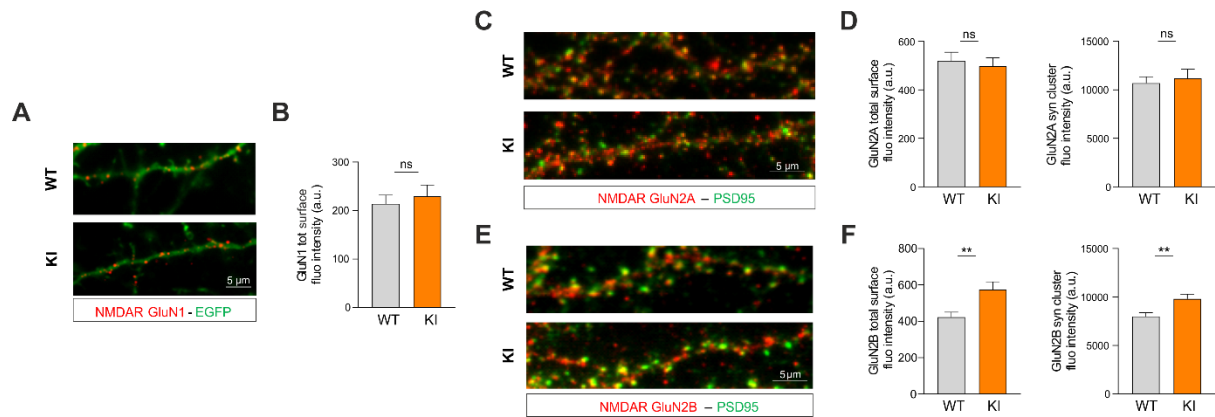 A
WT
KI
5 µm
NMDAR GluN1 - EGFP
B
GluN1 tot surface
fluo intensity (a.u.)
300
200
100
0
ns
WT KI
C
WT
KI
5 µm
NMDAR GluN2A – PSD95
D
GluN2A total surface
fluo intensity (a.u.)
600
400
200
0
ns
WT KI
GluN2A syn cluster
fluo intensity (a.u.)
15000
10000
5000
0
ns
WT KI
E
WT
KI
5µm
NMDAR GluN2B – PSD95
F
GluN2B total surface
fluo intensity (a.u.)
800
600
400
200
0
**
WT KI
GluN2B syn cluster
fluo intensity (a.u.)
15000
10000
5000
0
**
WT KI